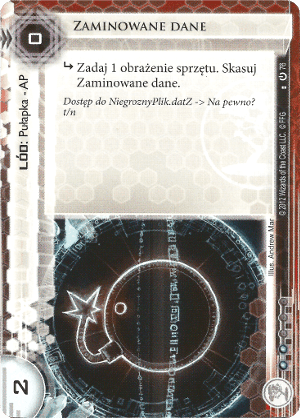 0
ZAMINOWANE DANE
↳ Zadaj 1 obrażenie sprzętu. Skasuj
Zaminowane dane.
Dostęp do NiegroznyPlik.datZ -> Na pewno?
t/n
LÓD: Pułapka - AP
76
© 2012 Wizards of the Coast LLC. © FFG
Illus. Andrew Mar
2